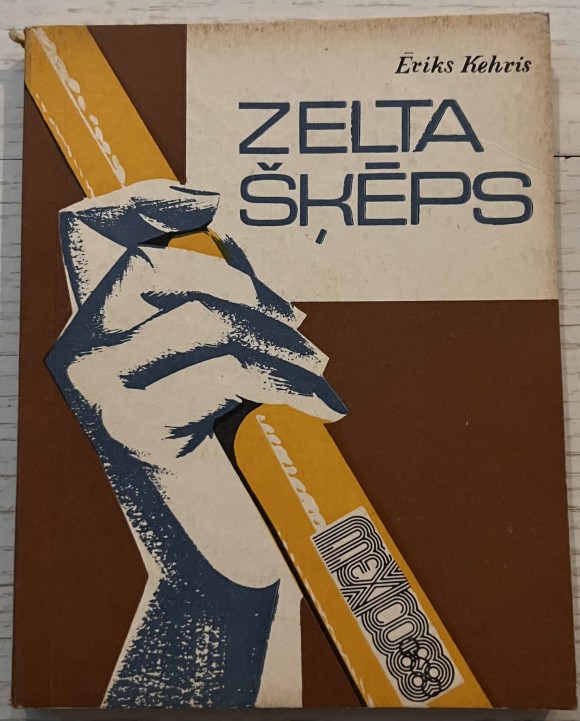 Ēriks Kehris
ZELTA
ŠĶĒPS
mexico68